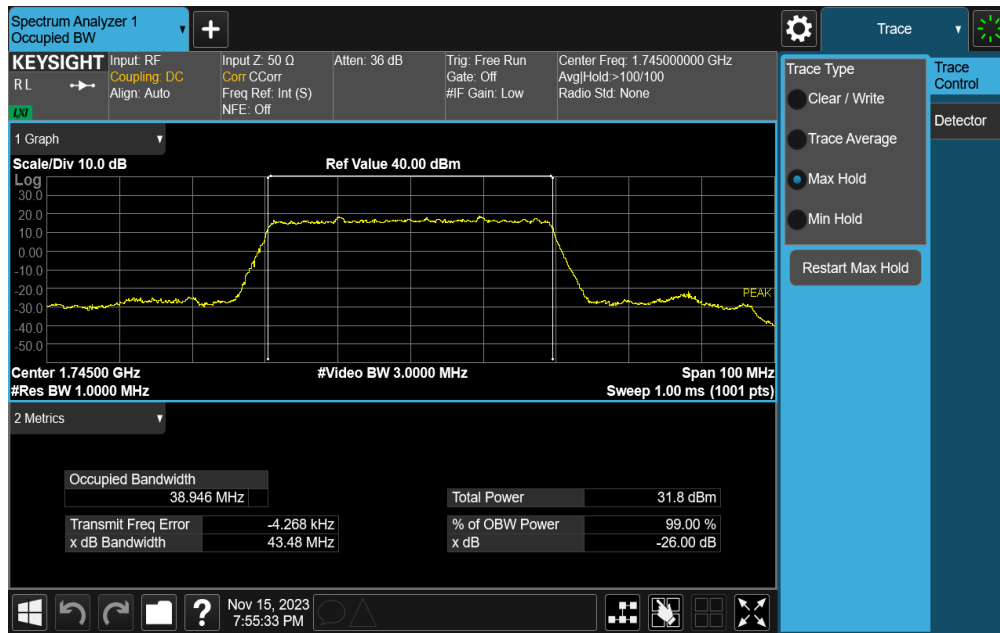 Spectrum Analyzer 1
Occupied BW
Trace
KEYSIGHT
R L
LXI
Input: RF
Coupling: DC
Align: Auto
Input Z: 50 Ω
Corr CCorr
Freq Ref: Int (S)
NFE: Off
Atten: 36 dB
Trig: Free Run
Gate: Off
#IF Gain: Low
Center Freq: 1.745000000 GHz
Avg|Hold:>100/100
Radio Std: None
Trace Type
Clear / Write
Trace Average
Max Hold
Min Hold
Restart Max Hold
Trace
Control
Detector
1 Graph
Scale/Div 10.0 dB
Ref Value 40.00 dBm
Log
30.0
20.0
10.0
0.00
-10.0
-20.0
-30.0
-40.0
-50.0
PEAK
Center 1.74500 GHz
#Video BW 3.0000 MHz
Span 100 MHz
#Res BW 1.0000 MHz
Sweep 1.00 ms (1001 pts)
2 Metrics
Occupied Bandwidth
38.946 MHz
Total Power 31.8 dBm
Transmit Freq Error -4.268 kHz
% of OBW Power 99.00 %
x dB Bandwidth 43.48 MHz
x dB -26.00 dB
?
Nov 15, 2023
7:55:33 PM